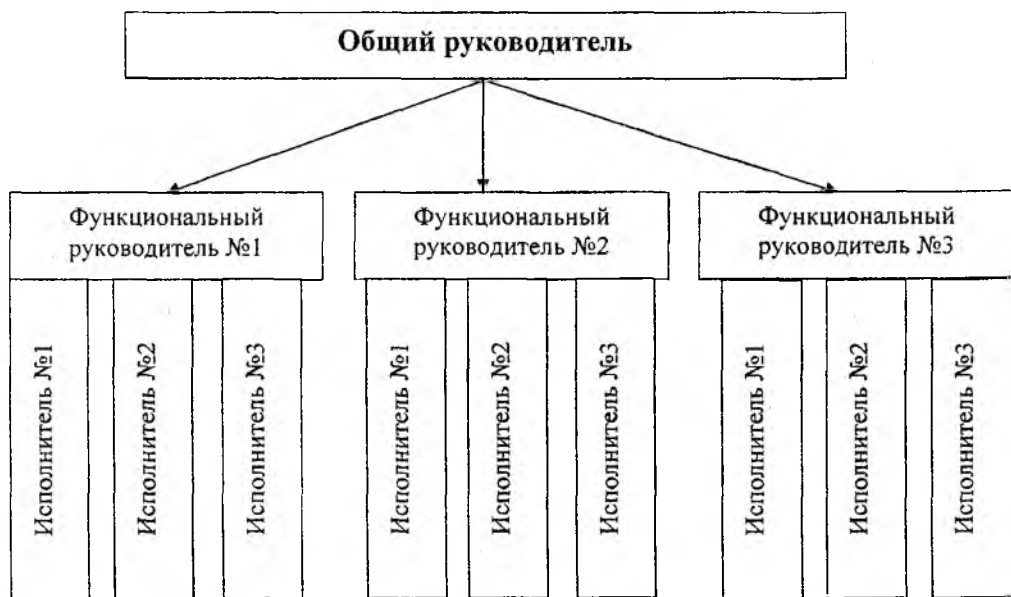 Общий руководитель
Функциональный
руководитель №1
Функциональный
руководитель №2
Функциональный
руководитель №3
Исполнитель №1
Исполнитель №2
Исполнитель №3
Исполнитель №1
Исполнитель №2
Исполнитель №3
Исполнитель №1
Исполнитель №2
Исполнитель №3